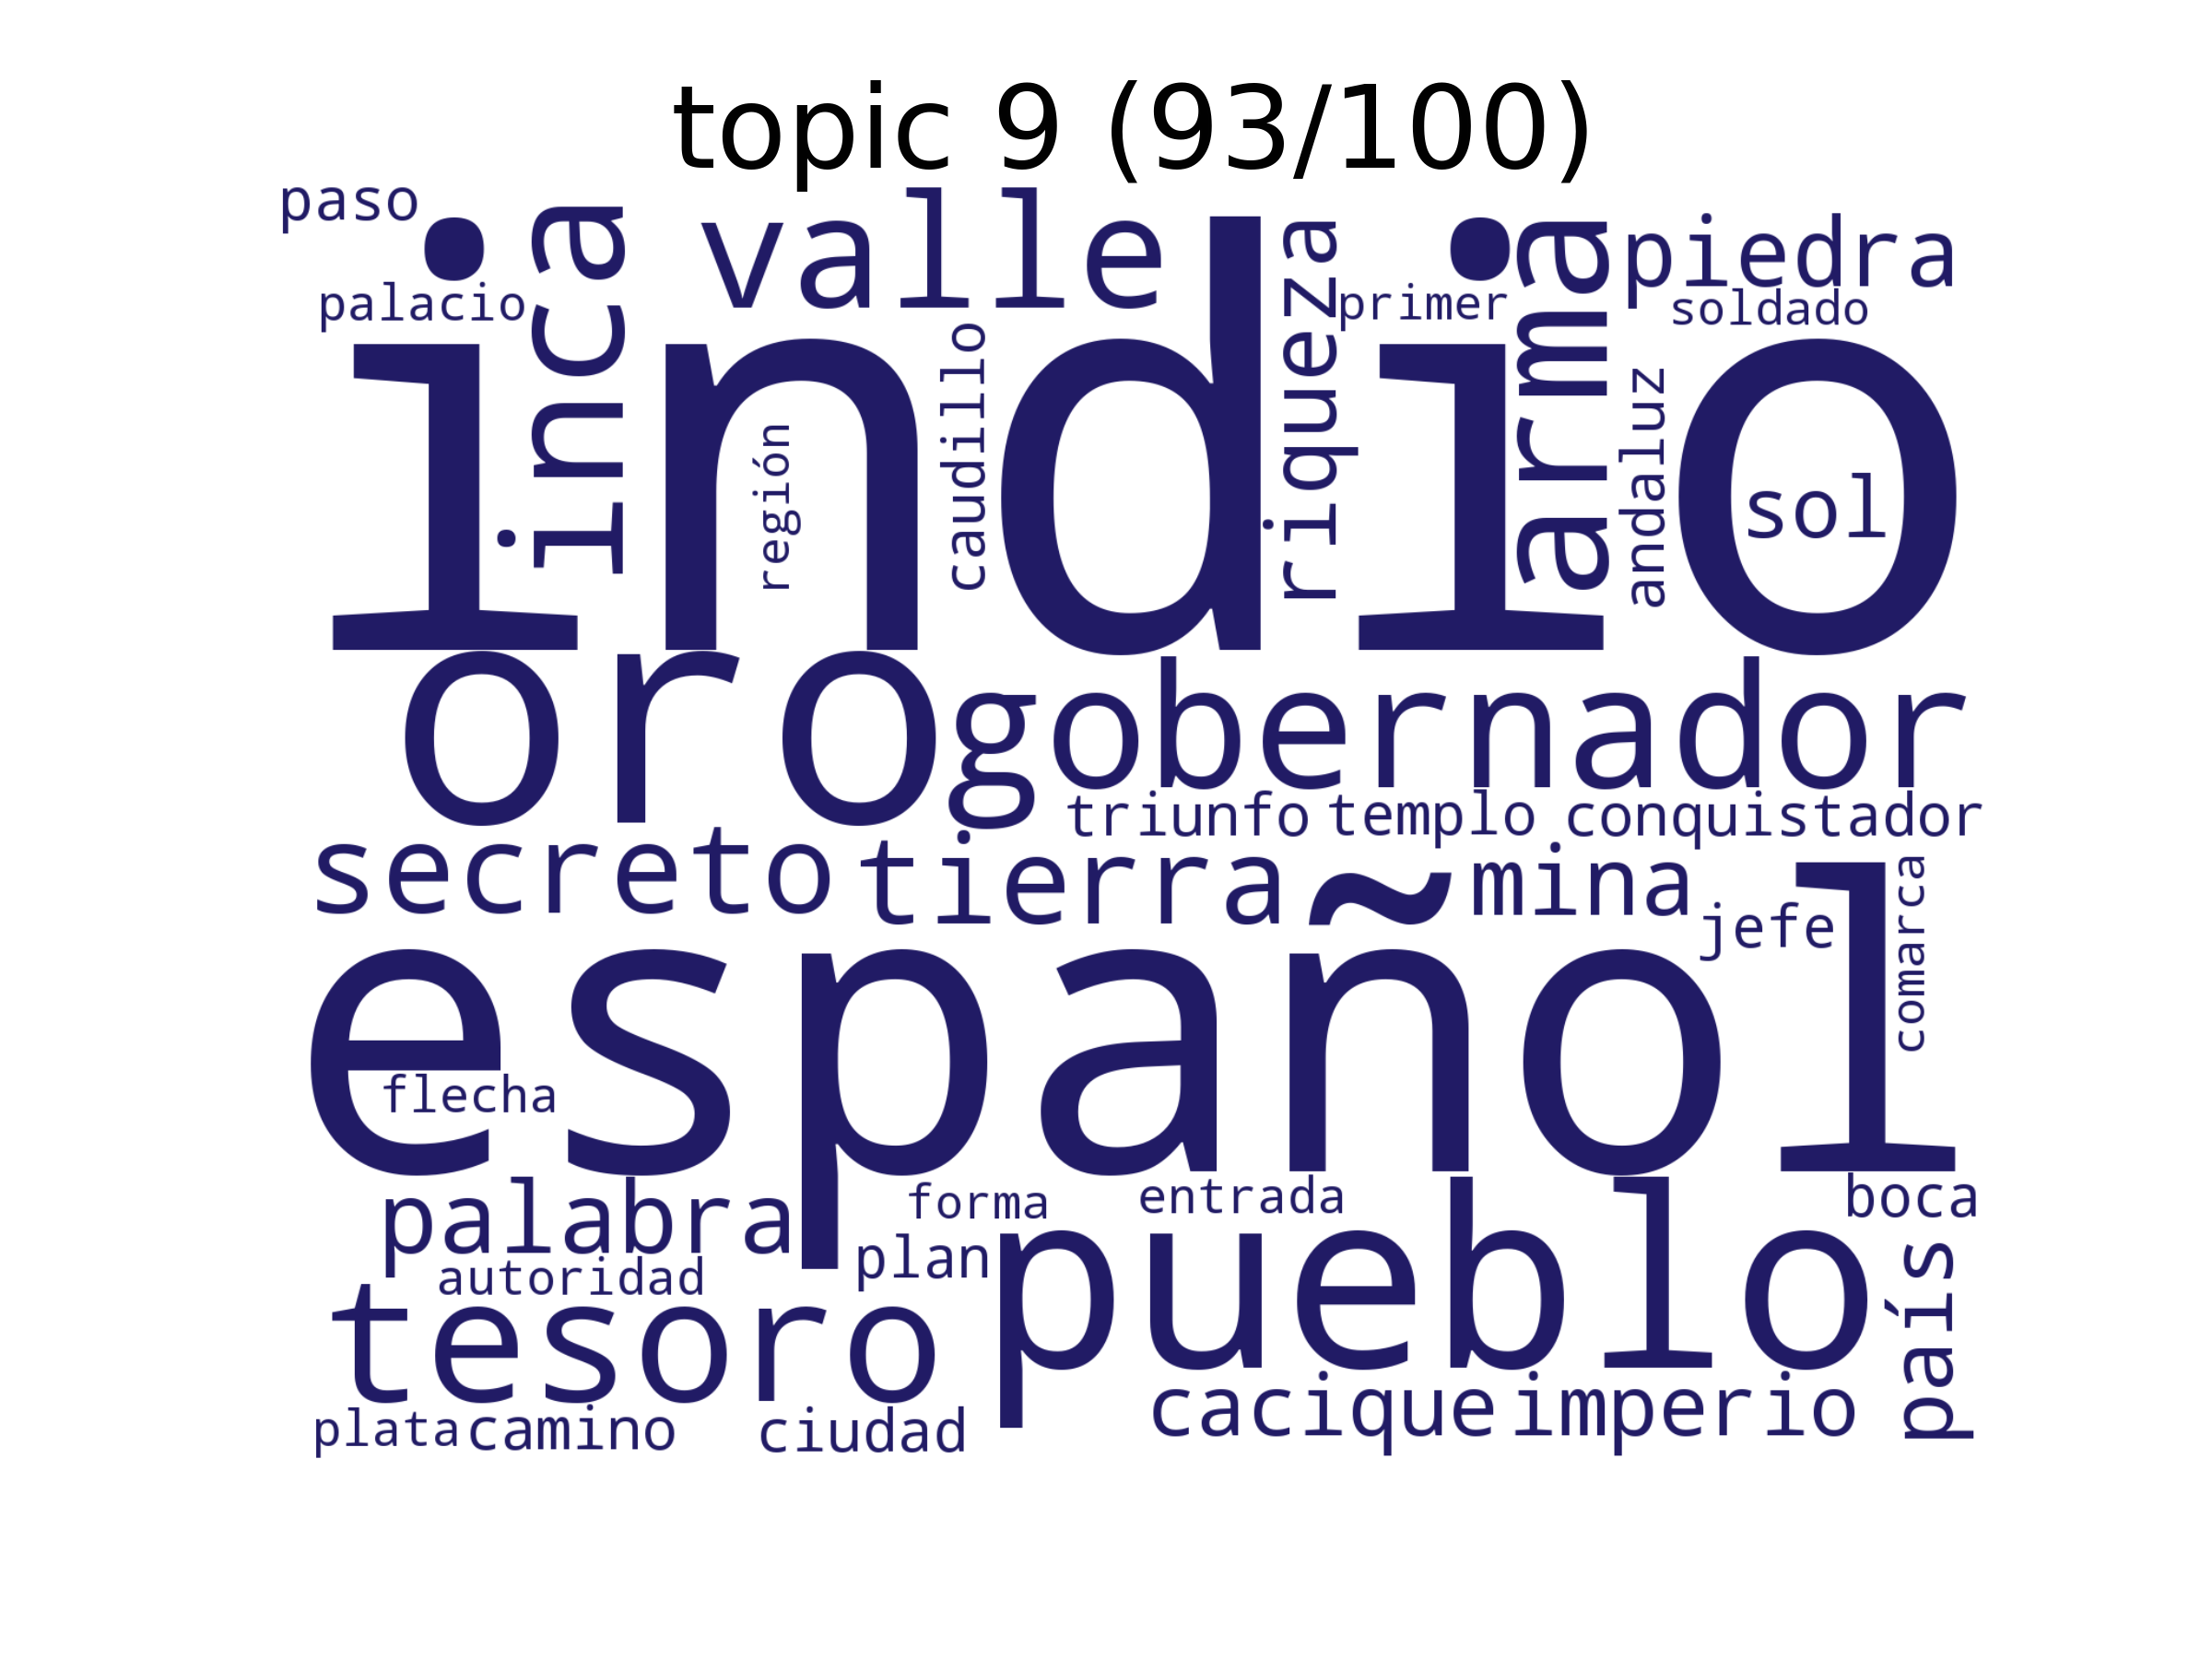 topic 9 (93/100)
paso
valle
inca
riqueza
arma
piedra
palacio
primer
soldado
indio
caudillo
andaluz
región
sol
oro
gobernador
triunfo
templo
conquistador
secreto
tierra
mina
jefe
comarca
español
flecha
palabra
forma
entrada
boca
pueblo
plan
país
autoridad
tesoro
cacique
imperio
plata
camino
ciudad